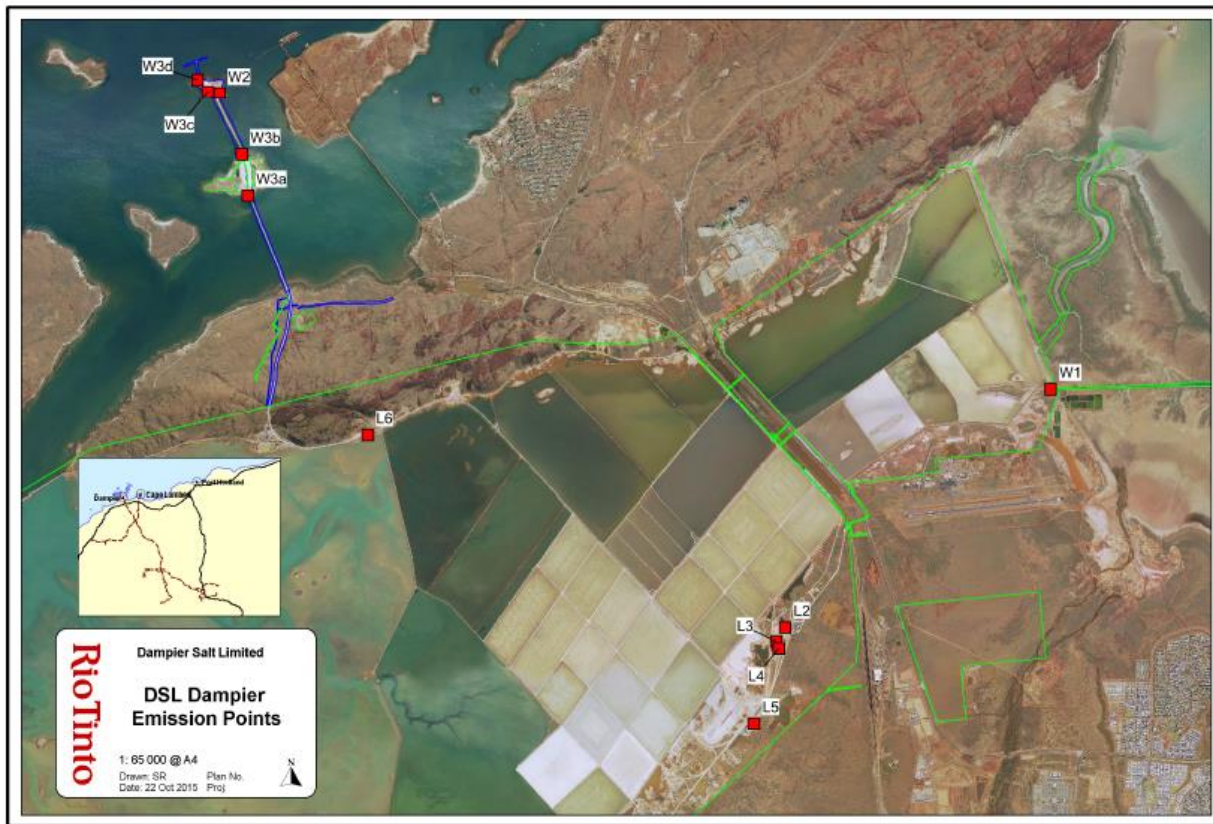 W3d
W2
W3c
W3b
W3a
W1
L6
Dampier
Cape Lambert
Port Hedland
L2
L3
L4
L5
RioTinto
Dampier Salt Limited
DSL Dampier
Emission Points
1: 65 000 @ A4
Drawn: SR Plan No.
Date: 22 Oct 2015 Proj:
N